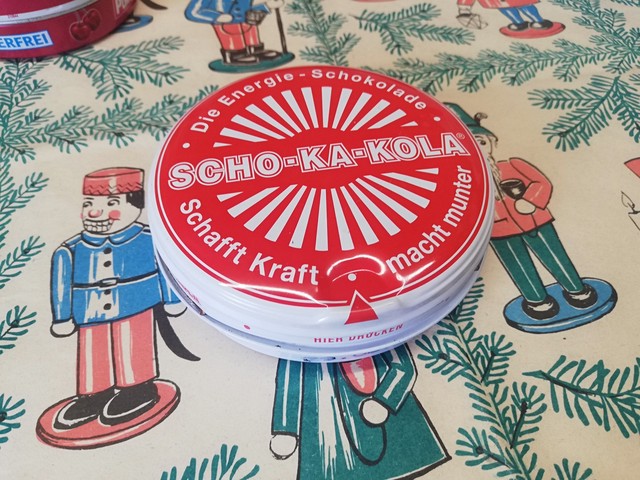 ERFREI
Die Energie-Schokolade
SCHO-KA-KOLA®
Schafft Kraft
macht munter
HIER DRÜCKEN